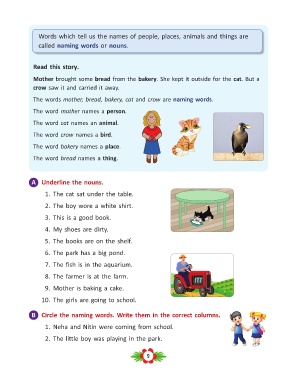 Words which tell us the names of people, places, animals and things are
called naming words or nouns.
Read this story.
Mother brought some bread from the bakery. She kept it outside for the cat. But a
crow saw it and carried it away.
The words mother, bread, bakery, cat and crow are naming words.
The word mother names a person.
The word cat names an animal.
The word crow names a bird.
The word bakery names a place.
The word bread names a thing.
A Underline the nouns.
1. The cat sat under the table.
2. The boy wore a white shirt.
3. This is a good book.
4. My shoes are dirty.
5. The books are on the shelf.
6. The park has a big pond.
7. The fish is in the aquarium.
8. The farmer is at the farm.
9. Mother is baking a cake.
10. The girls are going to school.
B Circle the naming words. Write them in the correct columns.
1. Neha and Nitin were coming from school.
2. The little boy was playing in the park.
9